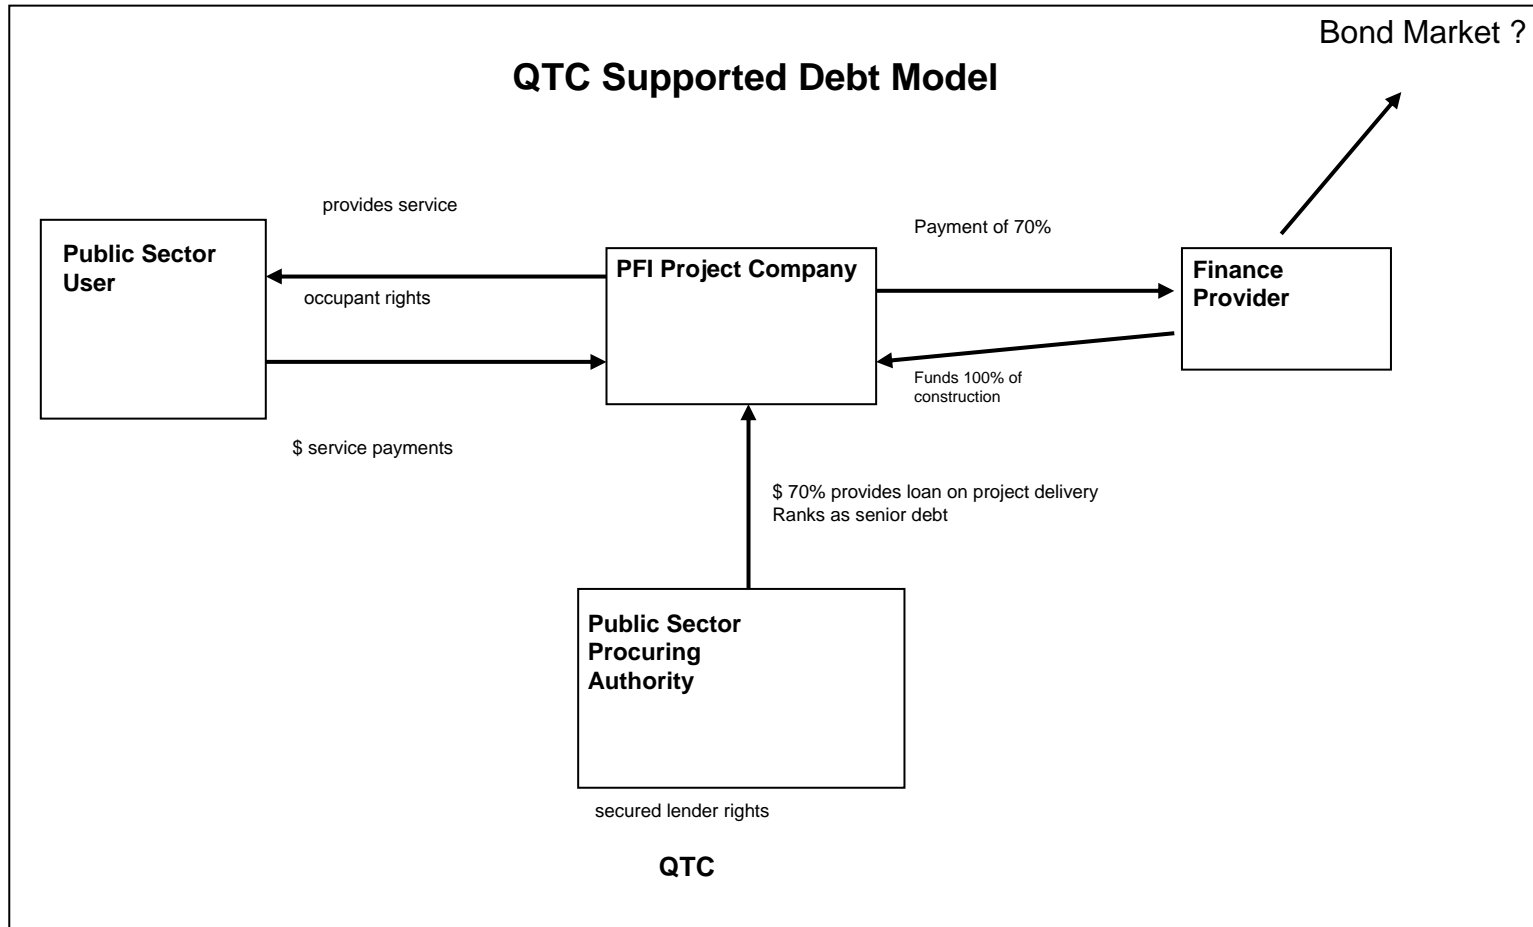 Bond Market ?
QTC Supported Debt Model
provides service
Payment of 70%
Public Sector
User
PFI Project Company
Finance
Provider
occupant rights
Funds 100% of
construction
$ service payments
$ 70% provides loan on project delivery
Ranks as senior debt
Public Sector
Procuring
Authority
secured lender rights
QTC